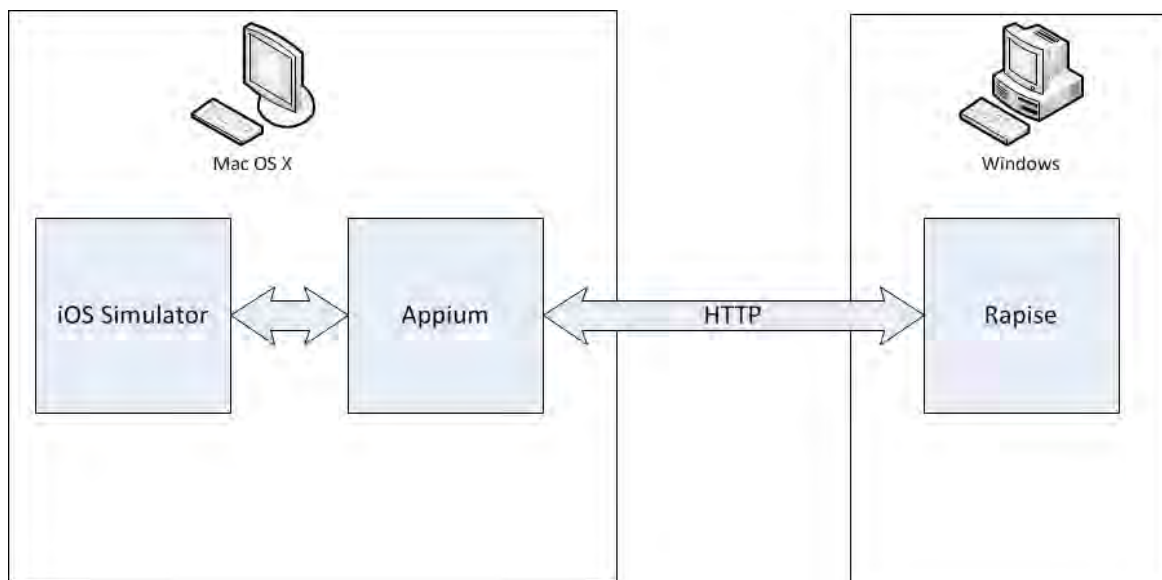 Mac OS X
Windows
iOS Simulator
Appium
HTTP
Rapise